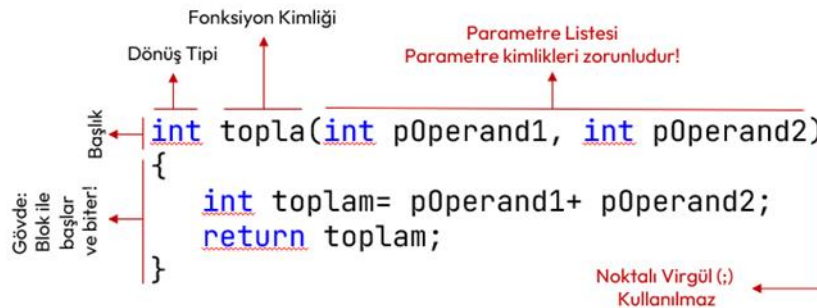 Fonksiyon Kimliği
Dönüş Tipi
Parametre Listesi
Parametre kimlikleri zorunludur!
Başlık
int topla(int pOperand1, int pOperand2)
{
int toplam= pOperand1+ pOperand2;
return toplam;
}
Gövde:
Blok ile
başlar
ve biter!
Noktalı Virgül (;)
Kullanılmaz